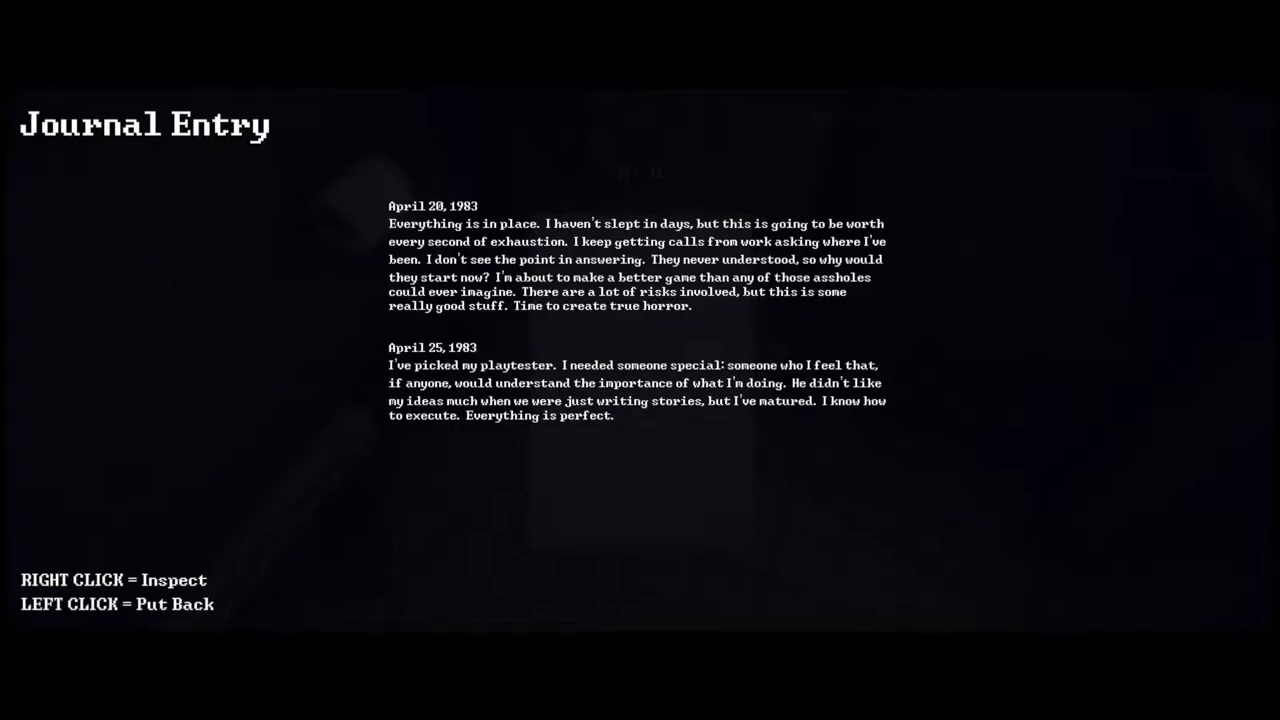 Journal Entry
April 20, 1983
Everything is in place. I haven't slept in days, but this is going to be worth
every second of exhaustion. I keep getting calls from work asking where I've
been. I don't see the point in answering. They never understood, so why would
they start now? I'm about to make a better game than any of those assholes
could ever imagine. There are a lot of risks involved, but this is some
really good stuff. Time to create true horror.
April 25, 1983
I've picked my playtester. I needed someone special: someone who I feel that,
if anyone, would understand the importance of what I'm doing. He didn't like
my ideas much when we were just writing stories, but I've matured. I know how
to execute. Everything is perfect.
RIGHT CLICK = Inspect
LEFT CLICK = Put Back